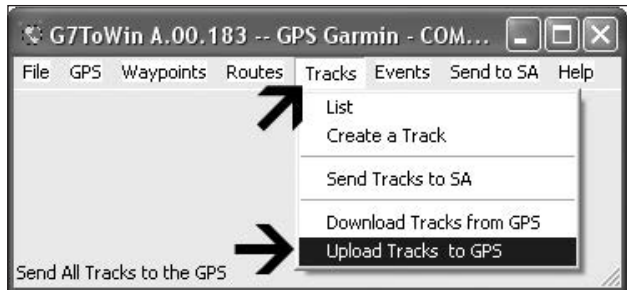 G7ToWin A.00.183 -- GPS Garmin - COM...
File GPS Waypoints Routes Tracks Events Send to SA Help
List
Create a Track
Send Tracks to SA
Download Tracks from GPS
Upload Tracks to GPS
Send All Tracks to the GPS